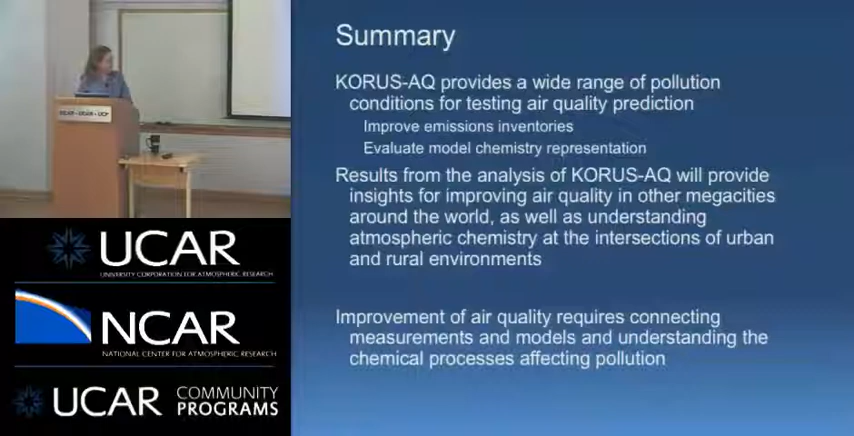 Summary
KORUS-AQ provides a wide range of pollution
conditions for testing air quality prediction
Improve emissions inventories
Evaluate model chemistry representation
Results from the analysis of KORUS-AQ will provide
insights for improving air quality in other megacities
around the world, as well as understanding
atmospheric chemistry at the intersections of urban
and rural environments
Improvement of air quality requires connecting
measurements and models and understanding the
chemical processes affecting pollution
UCAR
UNIVERSITY CORPORATION FOR ATMOSPHERIC RESEARCH
NCAR
NATIONAL CENTER FOR ATMOSPHERIC RESEARCH
UCAR COMMUNITY
PROGRAMS